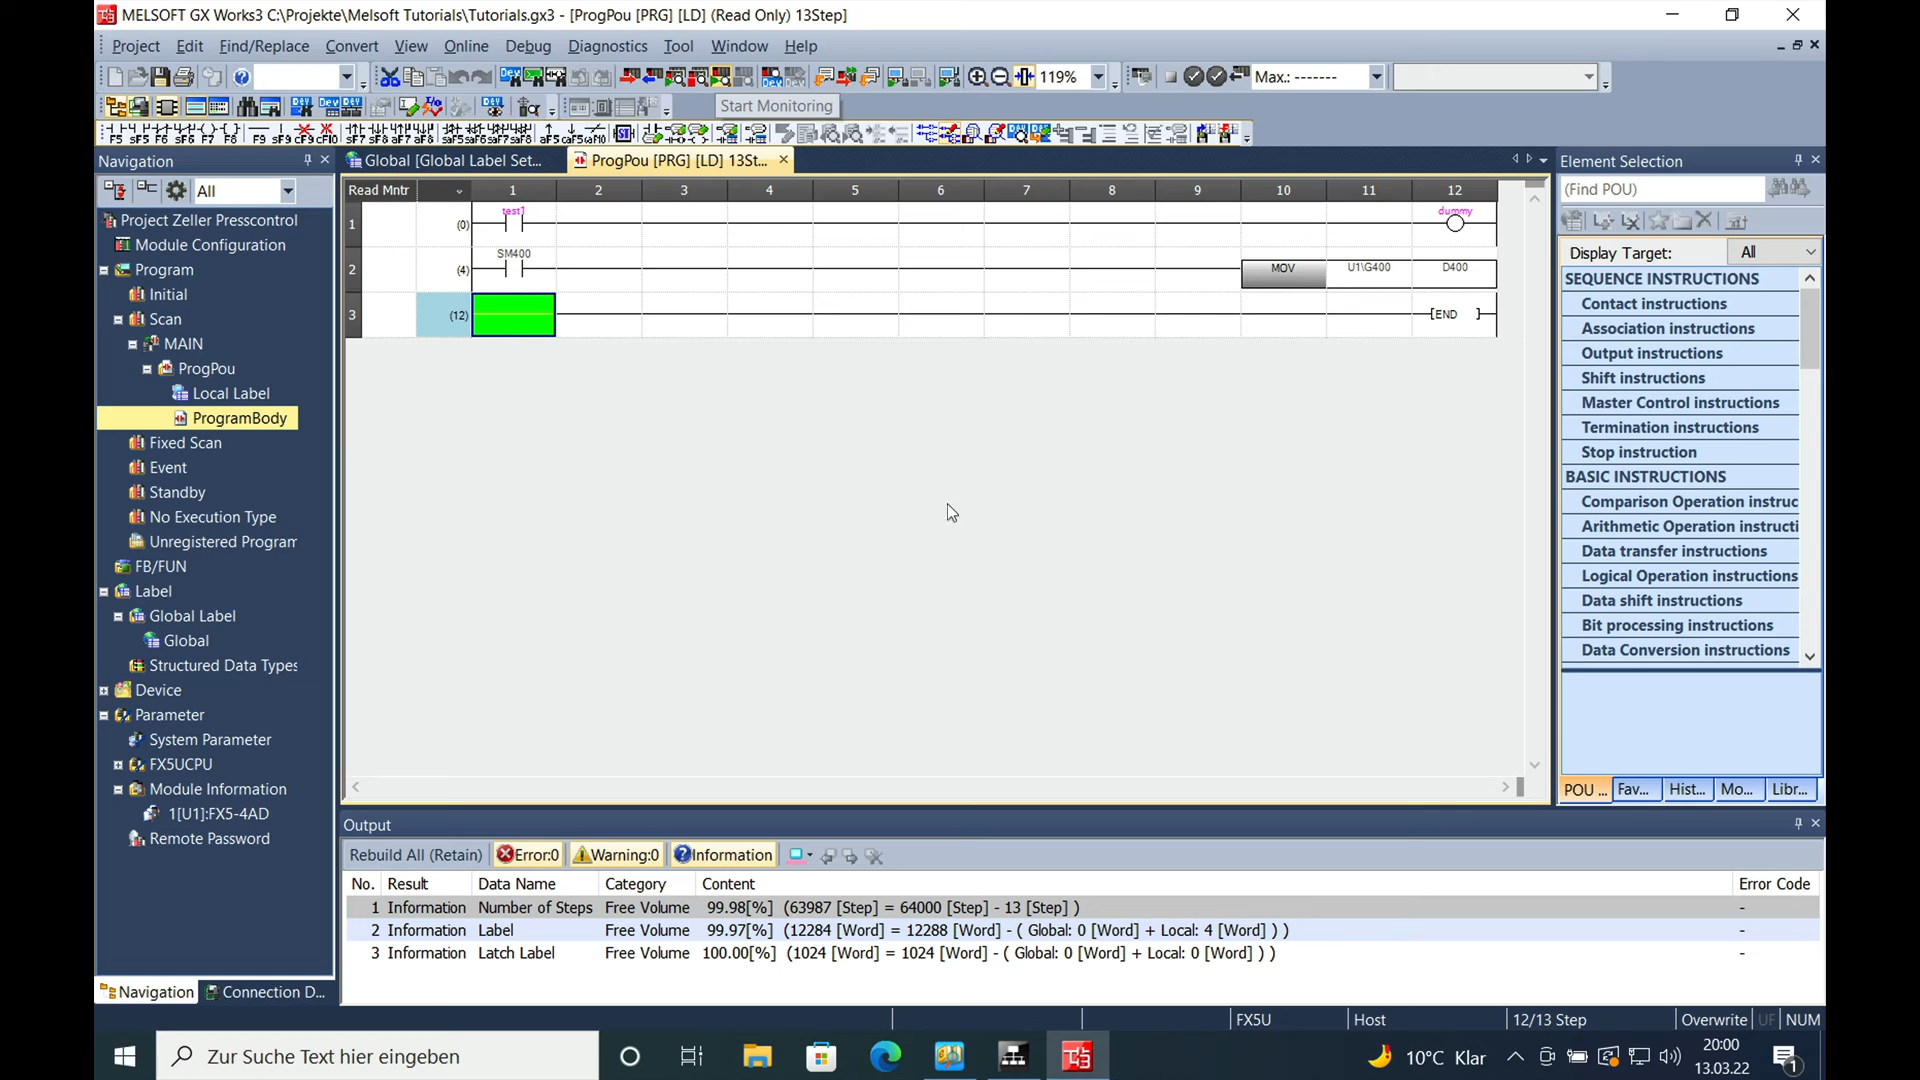 MELSOFT GX Works3 C:\Projekte\Melsoft Tutorials\Tutorials.gx3 - [ProgPou [PRG] [LD] (Read Only) 13Step]
Project Edit Find/Replace Convert View Online Debug Diagnostics Tool Window Help
119% Max.: -------
Start Monitoring
Navigation
All
Project Zeller Presscontrol
Module Configuration
Program
Initial
Scan
MAIN
ProgPou
Local Label
ProgramBody
Fixed Scan
Event
Standby
No Execution Type
Unregistered Program
FB/FUN
Label
Global Label
Global
Structured Data Types
Device
Parameter
System Parameter
FX5UCPU
Module Information
1[U1]:FX5-4AD
Remote Password
Navigation Connection D...
Global [Global Label Set... ProgPou [PRG] [LD] 13St...
Read Mntr 1 2 3 4 5 6 7 8 9 10 11 12
1 (0) test1 dummy
2 (4) SM400 MOV U1\G400 D400
3 (12) END
Element Selection
(Find POU)
Display Target: All
SEQUENCE INSTRUCTIONS
Contact instructions
Association instructions
Output instructions
Shift instructions
Master Control instructions
Termination instructions
Stop instruction
BASIC INSTRUCTIONS
Comparison Operation instruc
Arithmetic Operation instructi
Data transfer instructions
Logical Operation instructions
Data shift instructions
Bit processing instructions
Data Conversion instructions
POU ... Fav... Hist... Mo... Libr...
Output
Rebuild All (Retain) Error:0 Warning:0 Information
No. Result Data Name Category Content Error Code
1 Information Number of Steps Free Volume 99.98[%] (63987 [Step] = 64000 [Step] - 13 [Step] ) -
2 Information Label Free Volume 99.97[%] (12284 [Word] = 12288 [Word] - ( Global: 0 [Word] + Local: 4 [Word] ) ) -
3 Information Latch Label Free Volume 100.00[%] (1024 [Word] = 1024 [Word] - ( Global: 0 [Word] + Local: 0 [Word] ) ) -
FX5U Host 12/13 Step Overwrite UF NUM
Zur Suche Text hier eingeben
10°C Klar
20:00
13.03.22
1